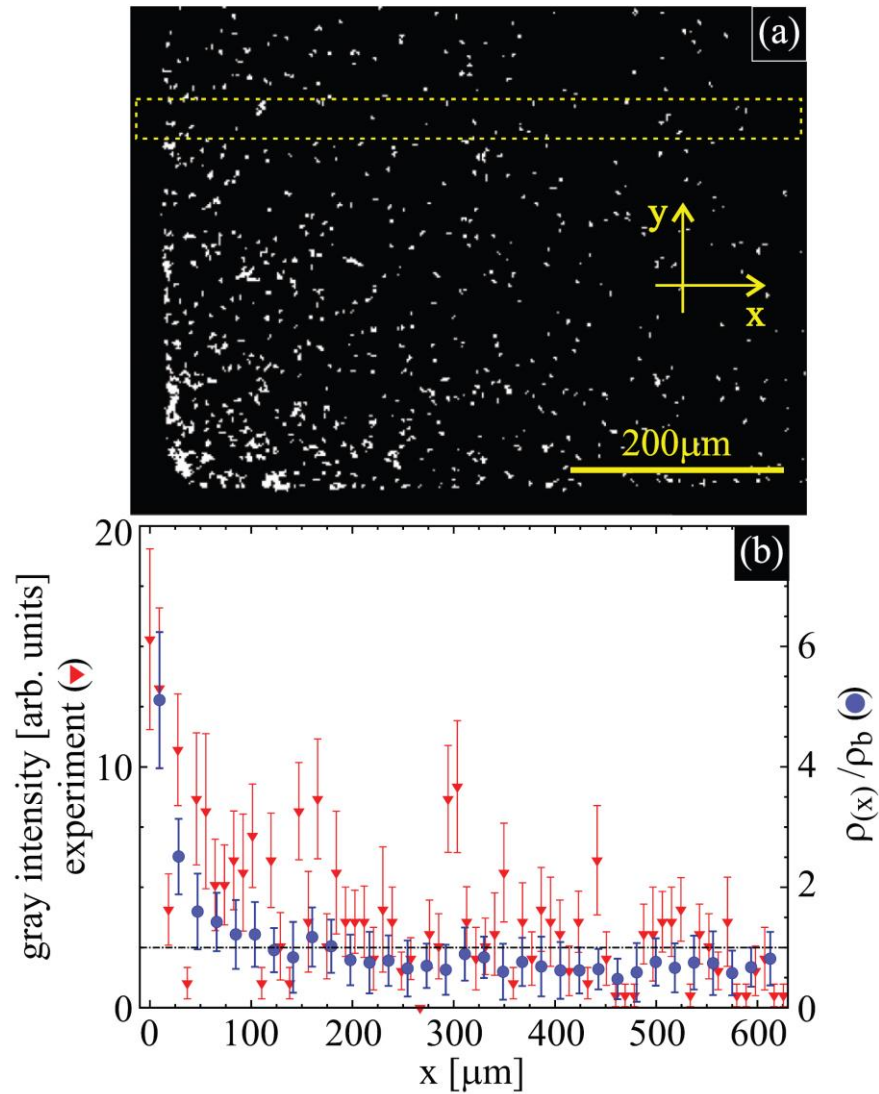 (a)
y
x
200μm
(b)
20
10
0
gray intensity [arb. units]
experiment (▼)
6
4
2
0
ρ(x) /ρb (●)
0 100 200 300 400 500 600
x [μm]